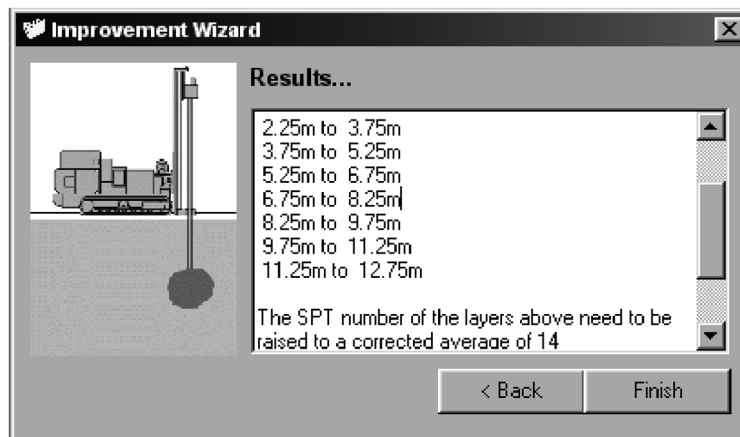 Improvement Wizard
Results...
2.25m to 3.75m
3.75m to 5.25m
5.25m to 6.75m
6.75m to 8.25m
8.25m to 9.75m
9.75m to 11.25m
11.25m to 12.75m
The SPT number of the layers above need to be
raised to a corrected average of 14
< Back
Finish